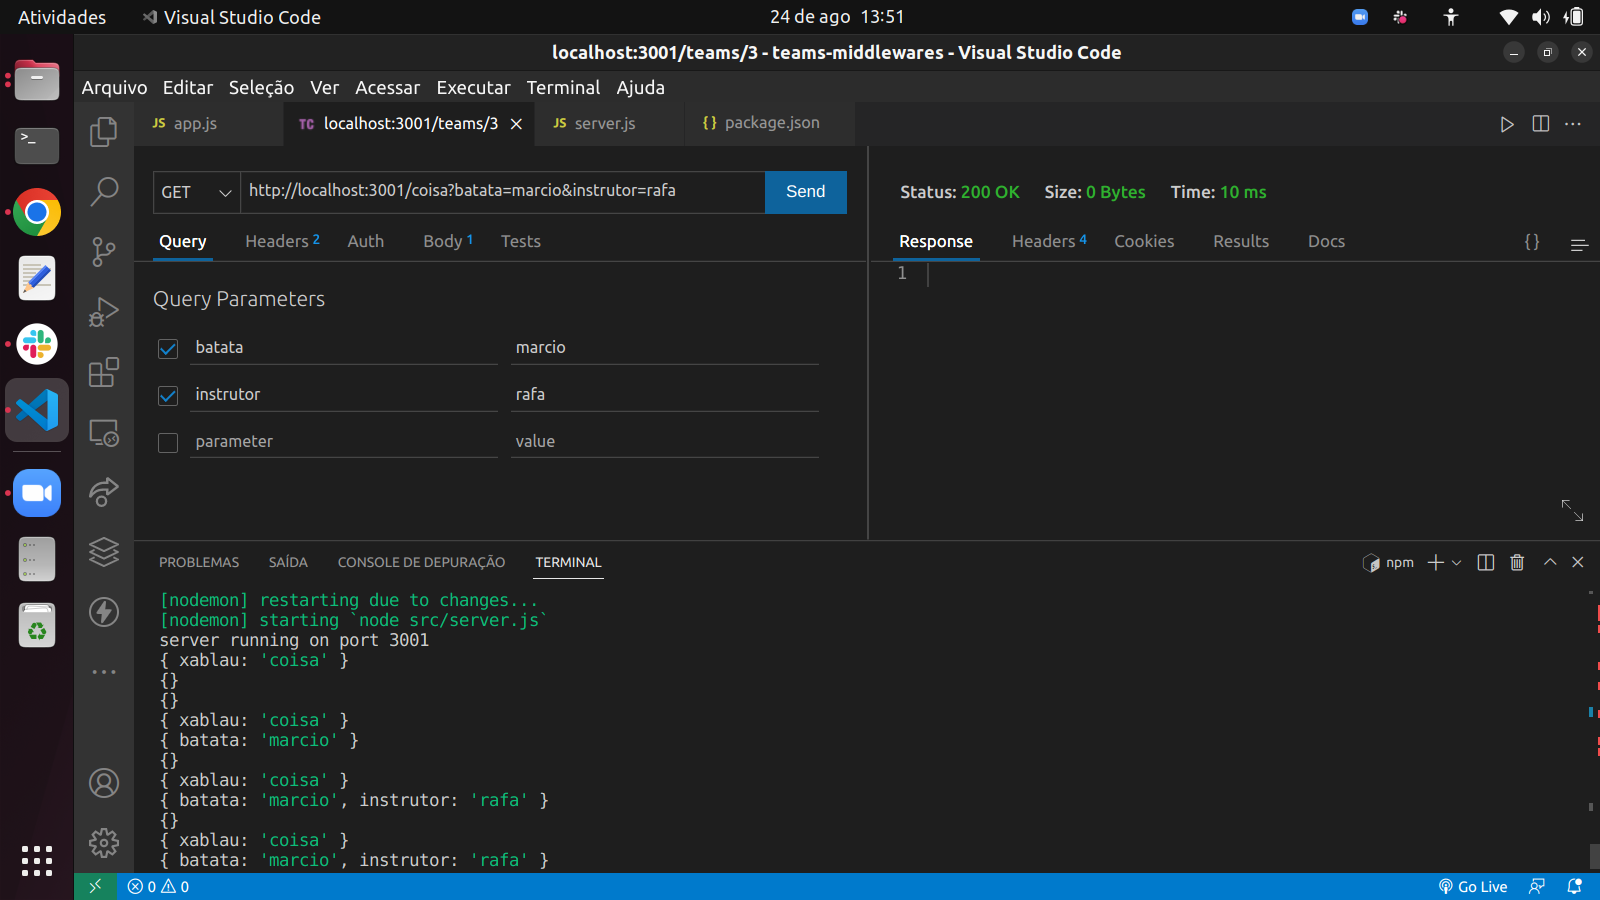 Atividades
Visual Studio Code
24 de ago 13:51
localhost:3001/teams/3 - teams-middlewares - Visual Studio Code
Arquivo Editar Seleção Ver Acessar Executar Terminal Ajuda
JS app.js
TC localhost:3001/teams/3
JS server.js
{} package.json
GET
http://localhost:3001/coisa?batata=marcio&instrutor=rafa
Send
Status: 200 OK Size: 0 Bytes Time: 10 ms
Query Headers 2 Auth Body 1 Tests
Response Headers 4 Cookies Results Docs {}
1
Query Parameters
batata marcio
instrutor rafa
parameter value
PROBLEMAS SAÍDA CONSOLE DE DEPURAÇÃO TERMINAL
npm
[nodemon] restarting due to changes...
[nodemon] starting `node src/server.js`
server running on port 3001
{ xablau: 'coisa' }
{}
{}
{ xablau: 'coisa' }
{ batata: 'marcio' }
{}
{ xablau: 'coisa' }
{ batata: 'marcio', instrutor: 'rafa' }
{}
{ xablau: 'coisa' }
{ batata: 'marcio', instrutor: 'rafa' }
0 0
Go Live